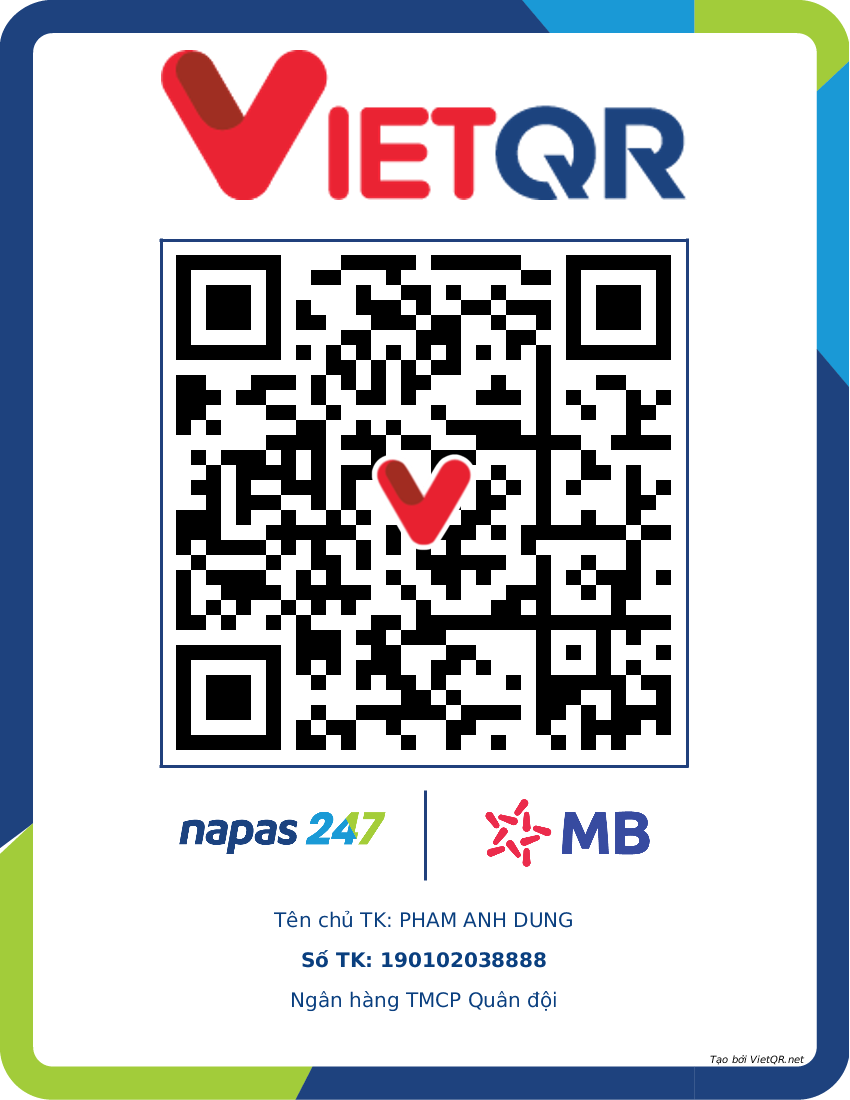 VIETQR
napas 247
MB
Tên chủ TK: PHAM ANH DUNG
Số TK: 190102038888
Ngân hàng TMCP Quân đội
Tạo bởi VietQR.net